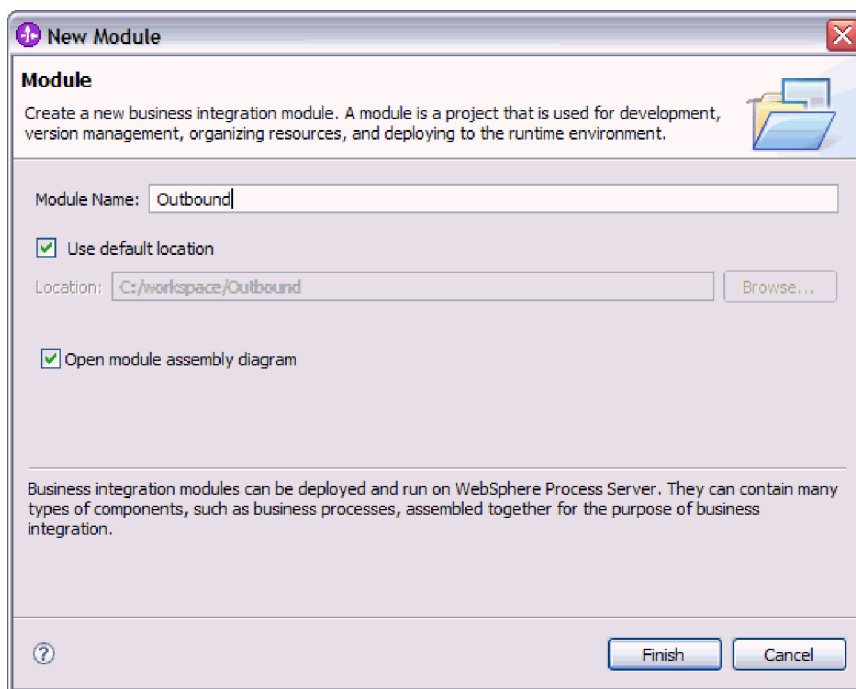 New Module
Module
Create a new business integration module. A module is a project that is used for development,
version management, organizing resources, and deploying to the runtime environment.
Module Name: Outbound
Use default location
Location: C:/workspace/Outbound Browse...
Open module assembly diagram
Business integration modules can be deployed and run on WebSphere Process Server. They can contain many
types of components, such as business processes, assembled together for the purpose of business
integration.
? Finish Cancel